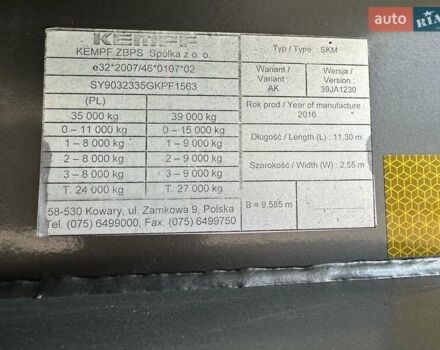 KEMPF
KEMPF.ZBPS Spółka z o. o.
e32*2007/46*0107*02
SY9032335GKPF1563
(PL)
35 000 kg 39 000 kg
0 – 11 000 kg 0 – 15 000 kg
1 – 8 000 kg 1 – 9 000 kg
2 – 8 000 kg 2 – 9 000 kg
3 – 8 000 kg 3 – 9 000 kg
T. 24 000 kg T. 27 000 kg
58-530 Kowary, ul. Zamkowa 9, Polska
Tel. (075) 6499000, Fax. (075) 6499750
Typ / Type : SKM
Wariant / Wersja /
Variant : Version
AK 39JA1230
Rok prod / Year of manufacture :
2016
Długość / Length (L) : 11,30 m
Szerokość / Width (W) : 2,55 m
B = 9,585 m
auto RIA